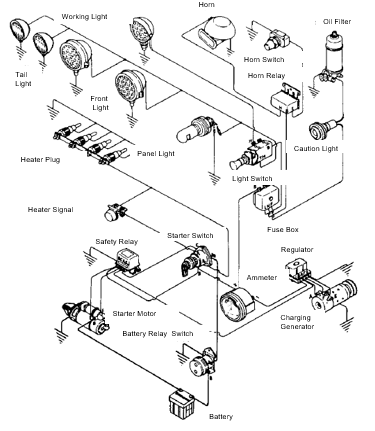 Horn
Working Light
Oil Filter
Horn Switch
Tail
Light
Horn Relay
Front
Light
Panel Light
Caution Light
Heater Plug
Light Switch
Heater Signal
Fuse Box
Starter Switch
Safety Relay
Regulator
Ammeter
Starter Motor
Charging
Generator
Battery Relay Switch
Battery